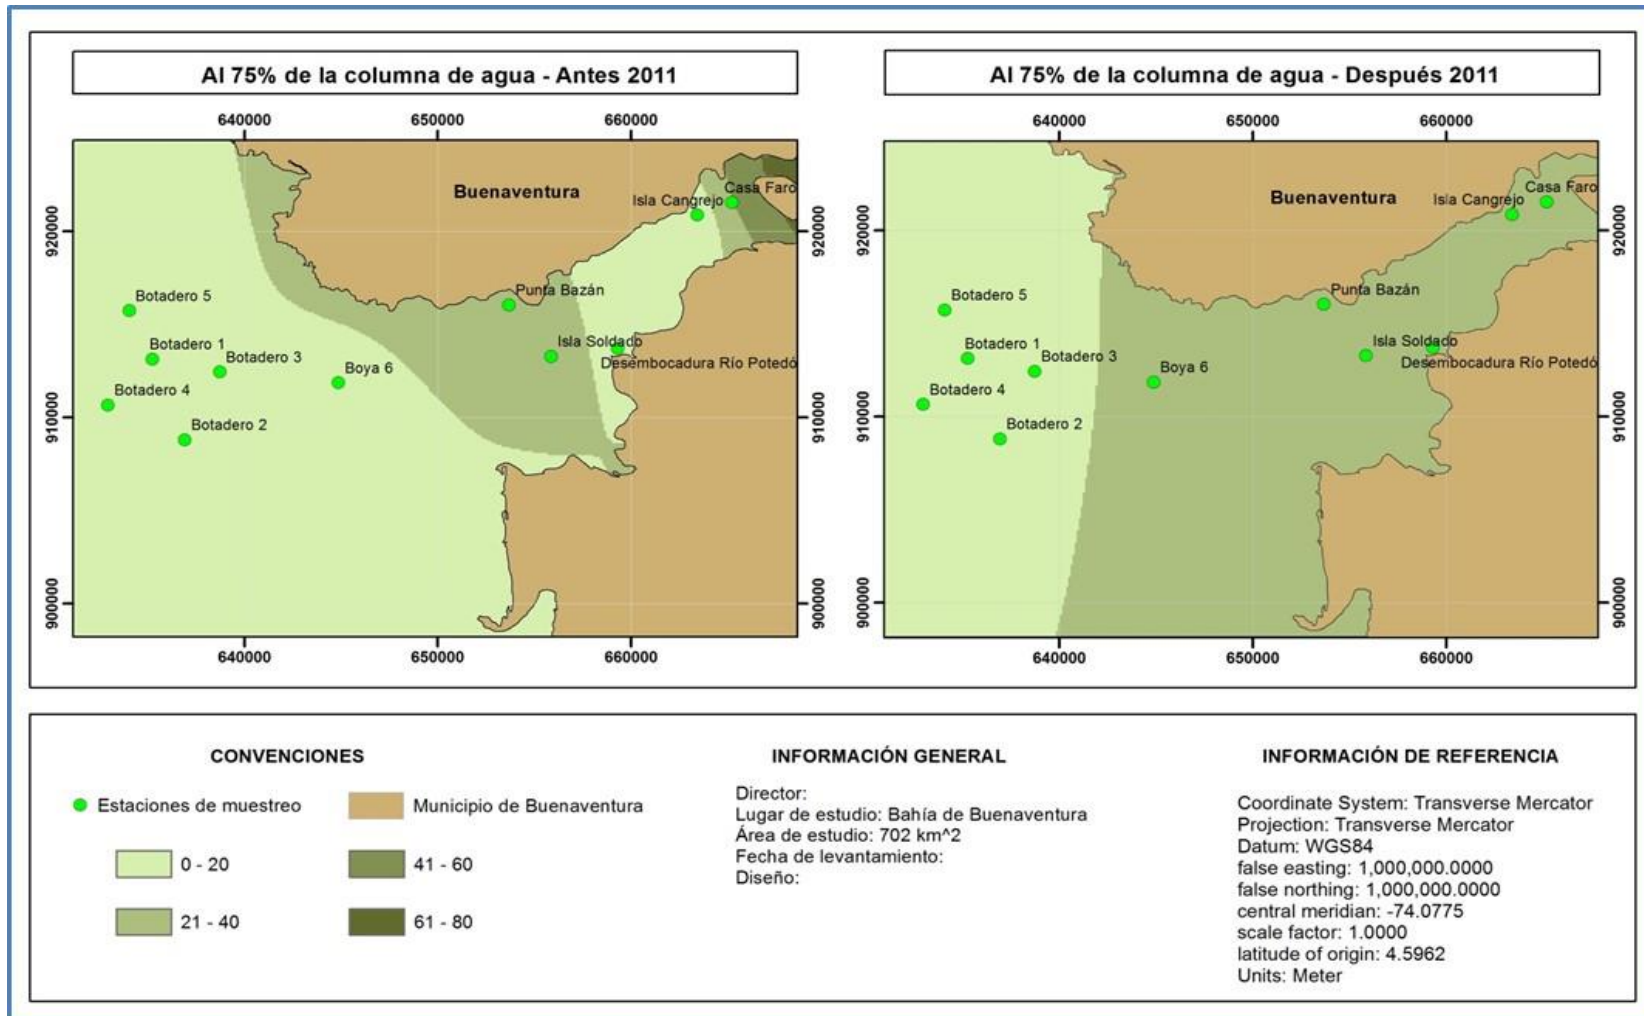 Al 75% de la columna de agua - Antes 2011
640000
650000
660000
920000
910000
900000
Buenaventura
Isla Cangrejo
Casa Faro
Botadero 5
Punta Bazán
Botadero 1
Botadero 3
Isla Soldado
Boya 6
Desembocadura Río Potedó
Botadero 4
Botadero 2
920000
910000
900000
640000
650000
660000
Al 75% de la columna de agua - Después 2011
640000
650000
660000
920000
910000
900000
Buenaventura
Isla Cangrejo
Casa Faro
Botadero 5
Punta Bazán
Botadero 1
Botadero 3
Isla Soldado
Boya 6
Desembocadura Río Potedó
Botadero 4
Botadero 2
920000
910000
900000
640000
650000
660000
CONVENCIONES
Estaciones de muestreo
Municipio de Buenaventura
0 - 20
41 - 60
21 - 40
61 - 80
INFORMACIÓN GENERAL
Director:
Lugar de estudio: Bahía de Buenaventura
Área de estudio: 702 km^2
Fecha de levantamiento:
Diseño:
INFORMACIÓN DE REFERENCIA
Coordinate System: Transverse Mercator
Projection: Transverse Mercator
Datum: WGS84
false easting: 1,000,000.0000
false northing: 1,000,000.0000
central meridian: -74.0775
scale factor: 1.0000
latitude of origin: 4.5962
Units: Meter